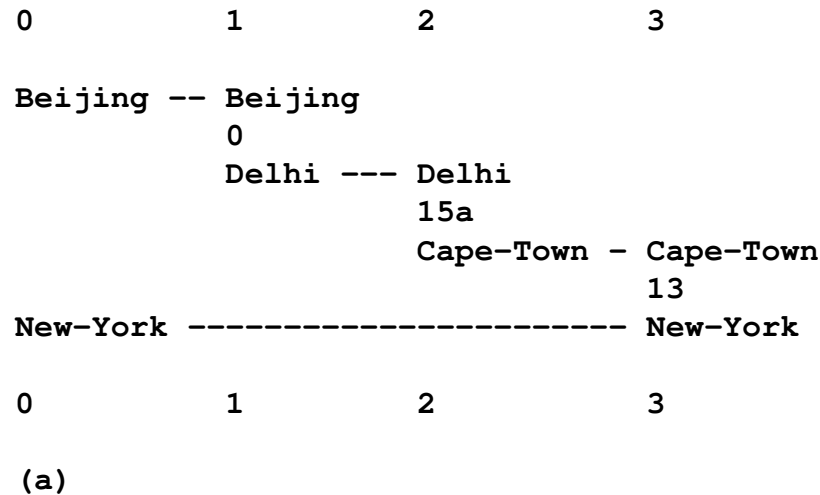 0 1 2 3
Beijing -- Beijing
0
Delhi --- Delhi
15a
Cape-Town - Cape-Town
13
New-York ----------------------- New-York
0 1 2 3
(a)